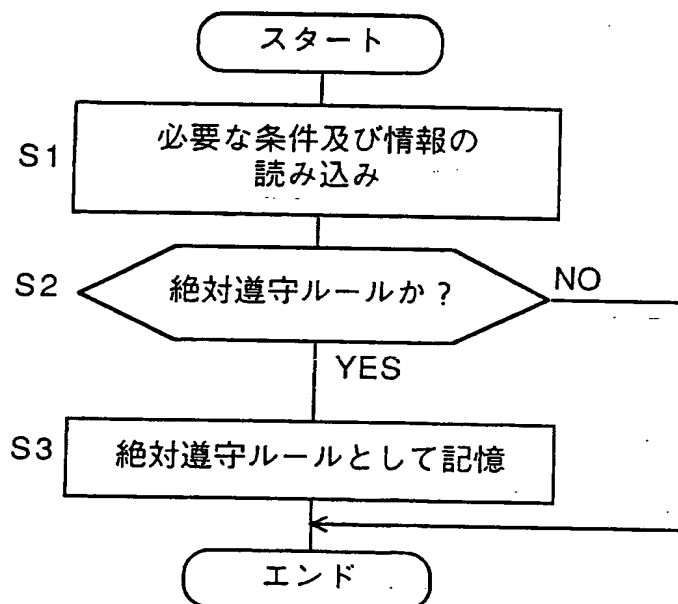 スタート
S1
必要な条件及び情報の
読み込み
S2
絶対遵守ルールか?
NO
YES
S3
絶対遵守ルールとして記憶
エンド